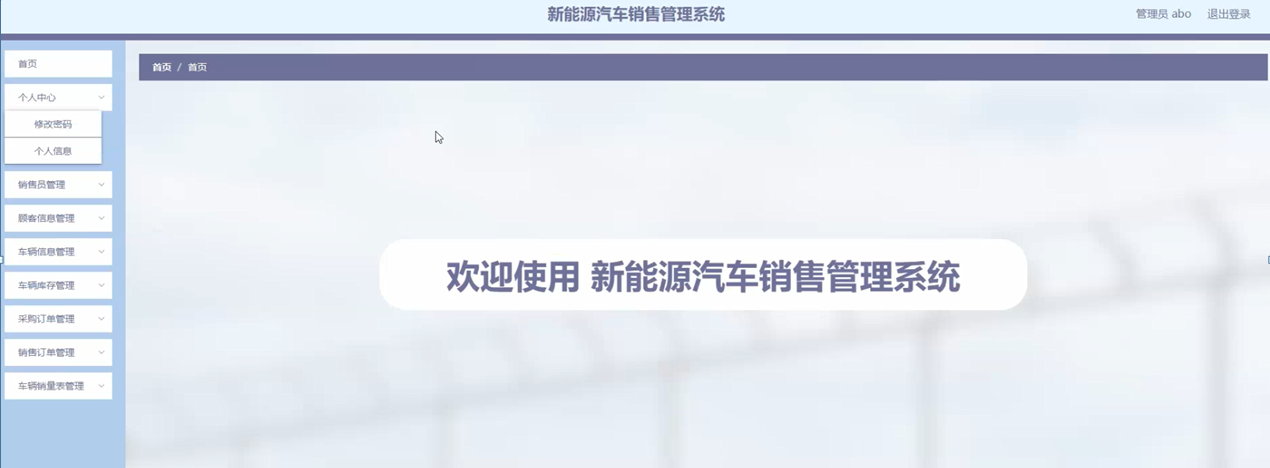 新能源汽车销售管理系统
管理员 abo 退出登录
首页
首页 / 首页
个人中心
修改密码
个人信息
销售员管理
顾客信息管理
车辆信息管理
车辆库存管理
采购订单管理
销售订单管理
车辆销量表管理
欢迎使用 新能源汽车销售管理系统